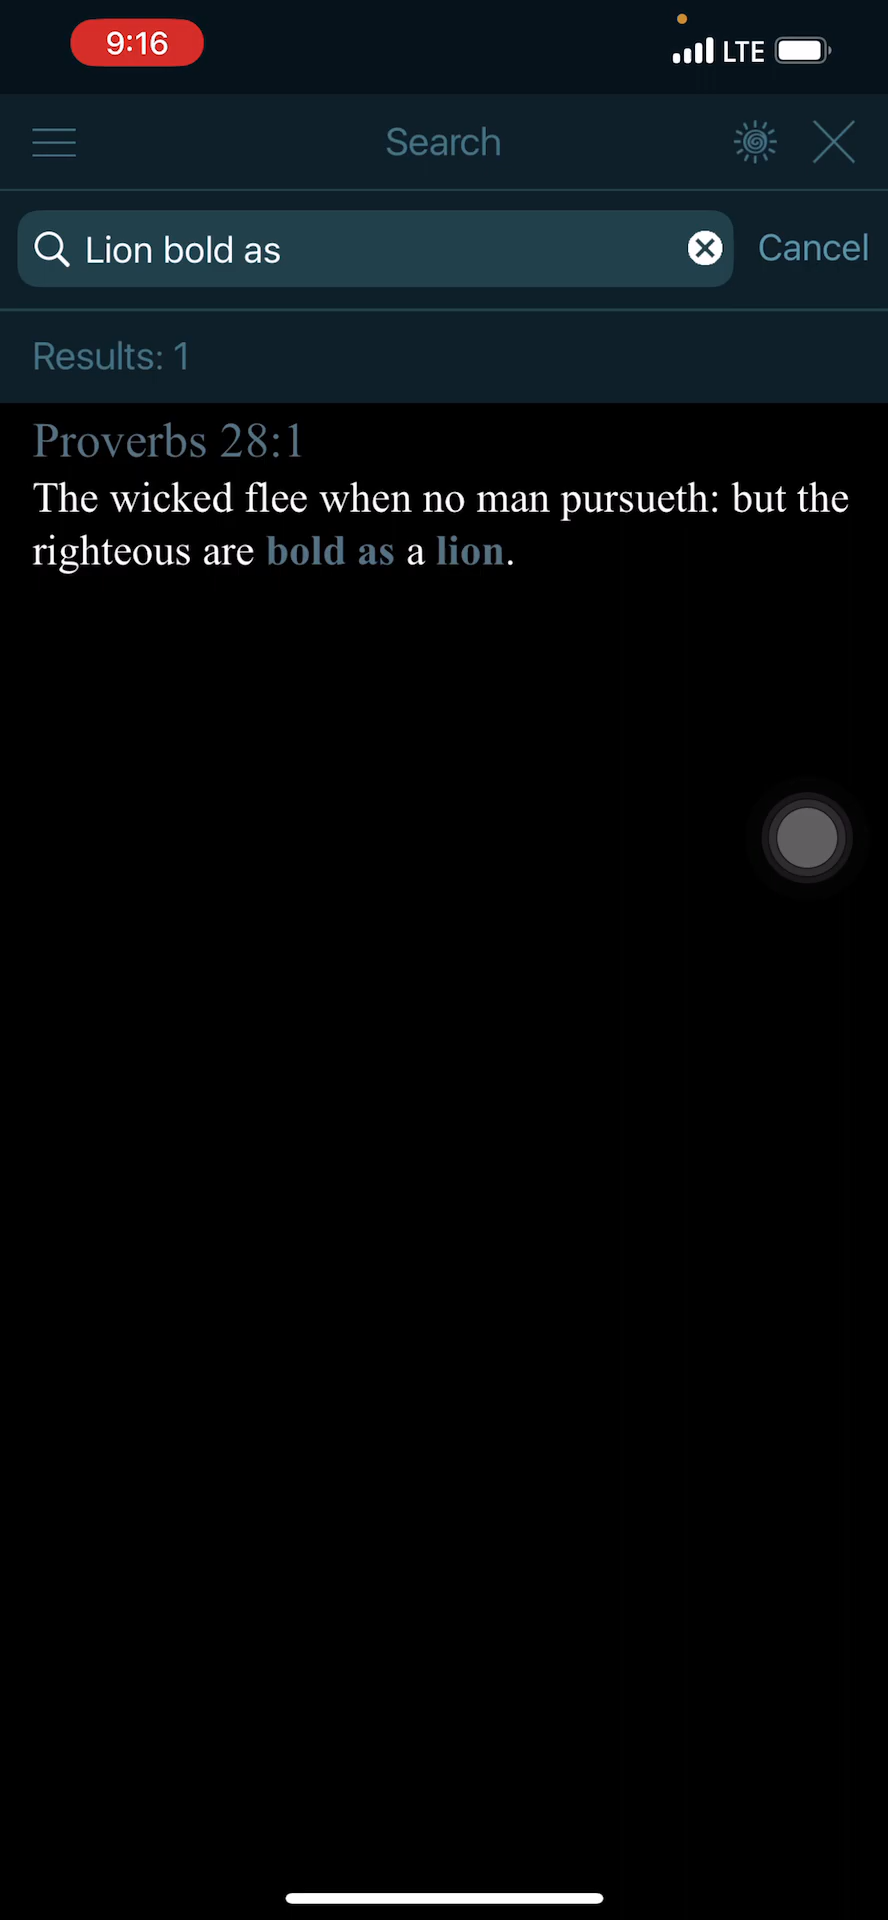 9:16
LTE
Search
Lion bold as
Cancel
Results: 1
Proverbs 28:1
The wicked flee when no man pursueth: but the
righteous are bold as a lion.